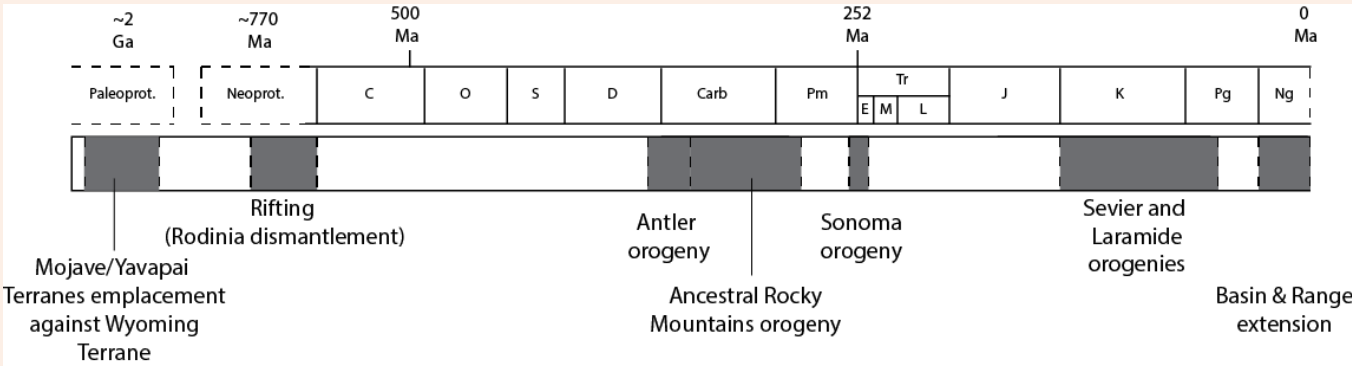 ~2
Ga
~770
Ma
500
Ma
252
Ma
0
Ma
Paleoprot.
Neoprot.
C
O
S
D
Carb
Pm
Tr
E
M
L
J
K
Pg
Ng
Mojave/Yavapai
Terranes emplacement
against Wyoming
Terrane
Rifting
(Rodinia dismantlement)
Antler
orogeny
Ancestral Rocky
Mountains orogeny
Sonoma
orogeny
Sevier and
Laramide
orogenies
Basin & Range
extension